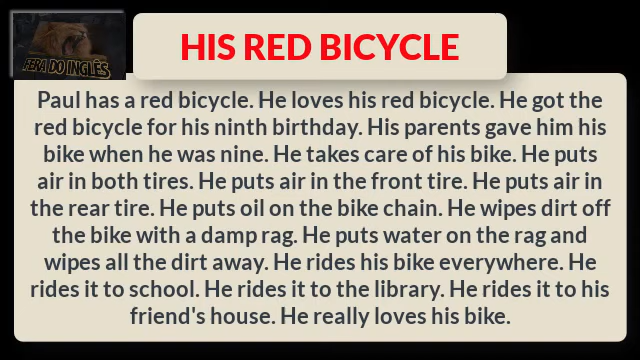 FERA DO INGLÊS
HIS RED BICYCLE
Paul has a red bicycle. He loves his red bicycle. He got the
red bicycle for his ninth birthday. His parents gave him his
bike when he was nine. He takes care of his bike. He puts
air in both tires. He puts air in the front tire. He puts air in
the rear tire. He puts oil on the bike chain. He wipes dirt off
the bike with a damp rag. He puts water on the rag and
wipes all the dirt away. He rides his bike everywhere. He
rides it to school. He rides it to the library. He rides it to his
friend's house. He really loves his bike.